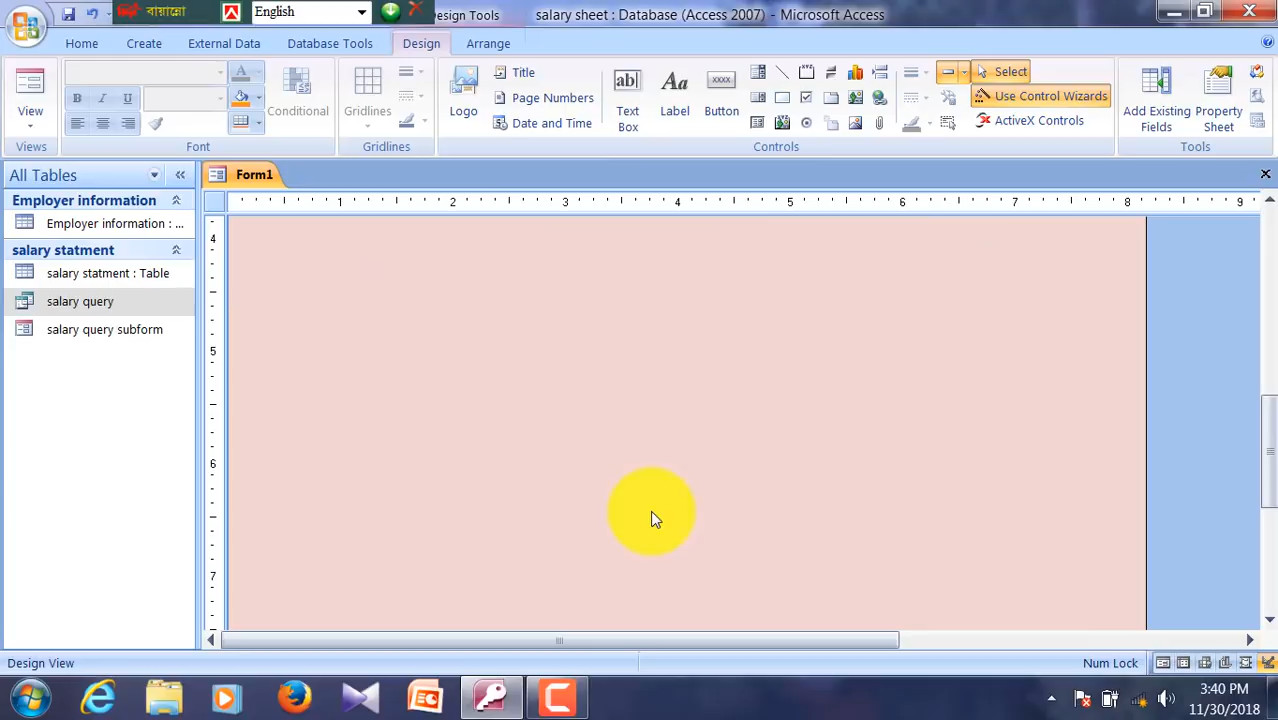 বায়ান্নো
English
Design Tools
salary sheet : Database (Access 2007) - Microsoft Access
Home
Create
External Data
Database Tools
Design
Arrange
View
Views
B
I
U
A
Conditional
Font
Gridlines
Gridlines
Logo
Title
Page Numbers
Date and Time
ab|
Text
Box
Aa
Label
xxxx
Button
Select
Use Control Wizards
ActiveX Controls
Controls
Add Existing
Fields
Property
Sheet
Tools
All Tables
Form1
Employer information
Employer information : ...
salary statment
salary statment : Table
salary query
salary query subform
1 2 3 4 5 6 7 8 9
4
5
6
7
Design View
Num Lock
3:40 PM
11/30/2018